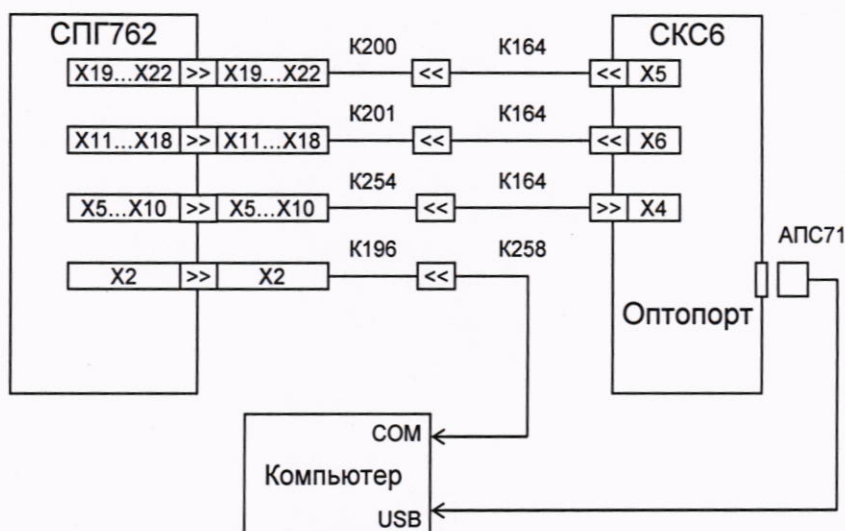 СПГ762
СКС6
К200
К164
X19...X22 >> X19...X22
<<
<< X5
К201
К164
X11...X18 >> X11...X18
<<
<< X6
К254
К164
X5...X10 >> X5...X10
<<
>> X4
АПС71
К196
К258
X2 >> X2
<<
Оптопорт
COM
Компьютер
USB